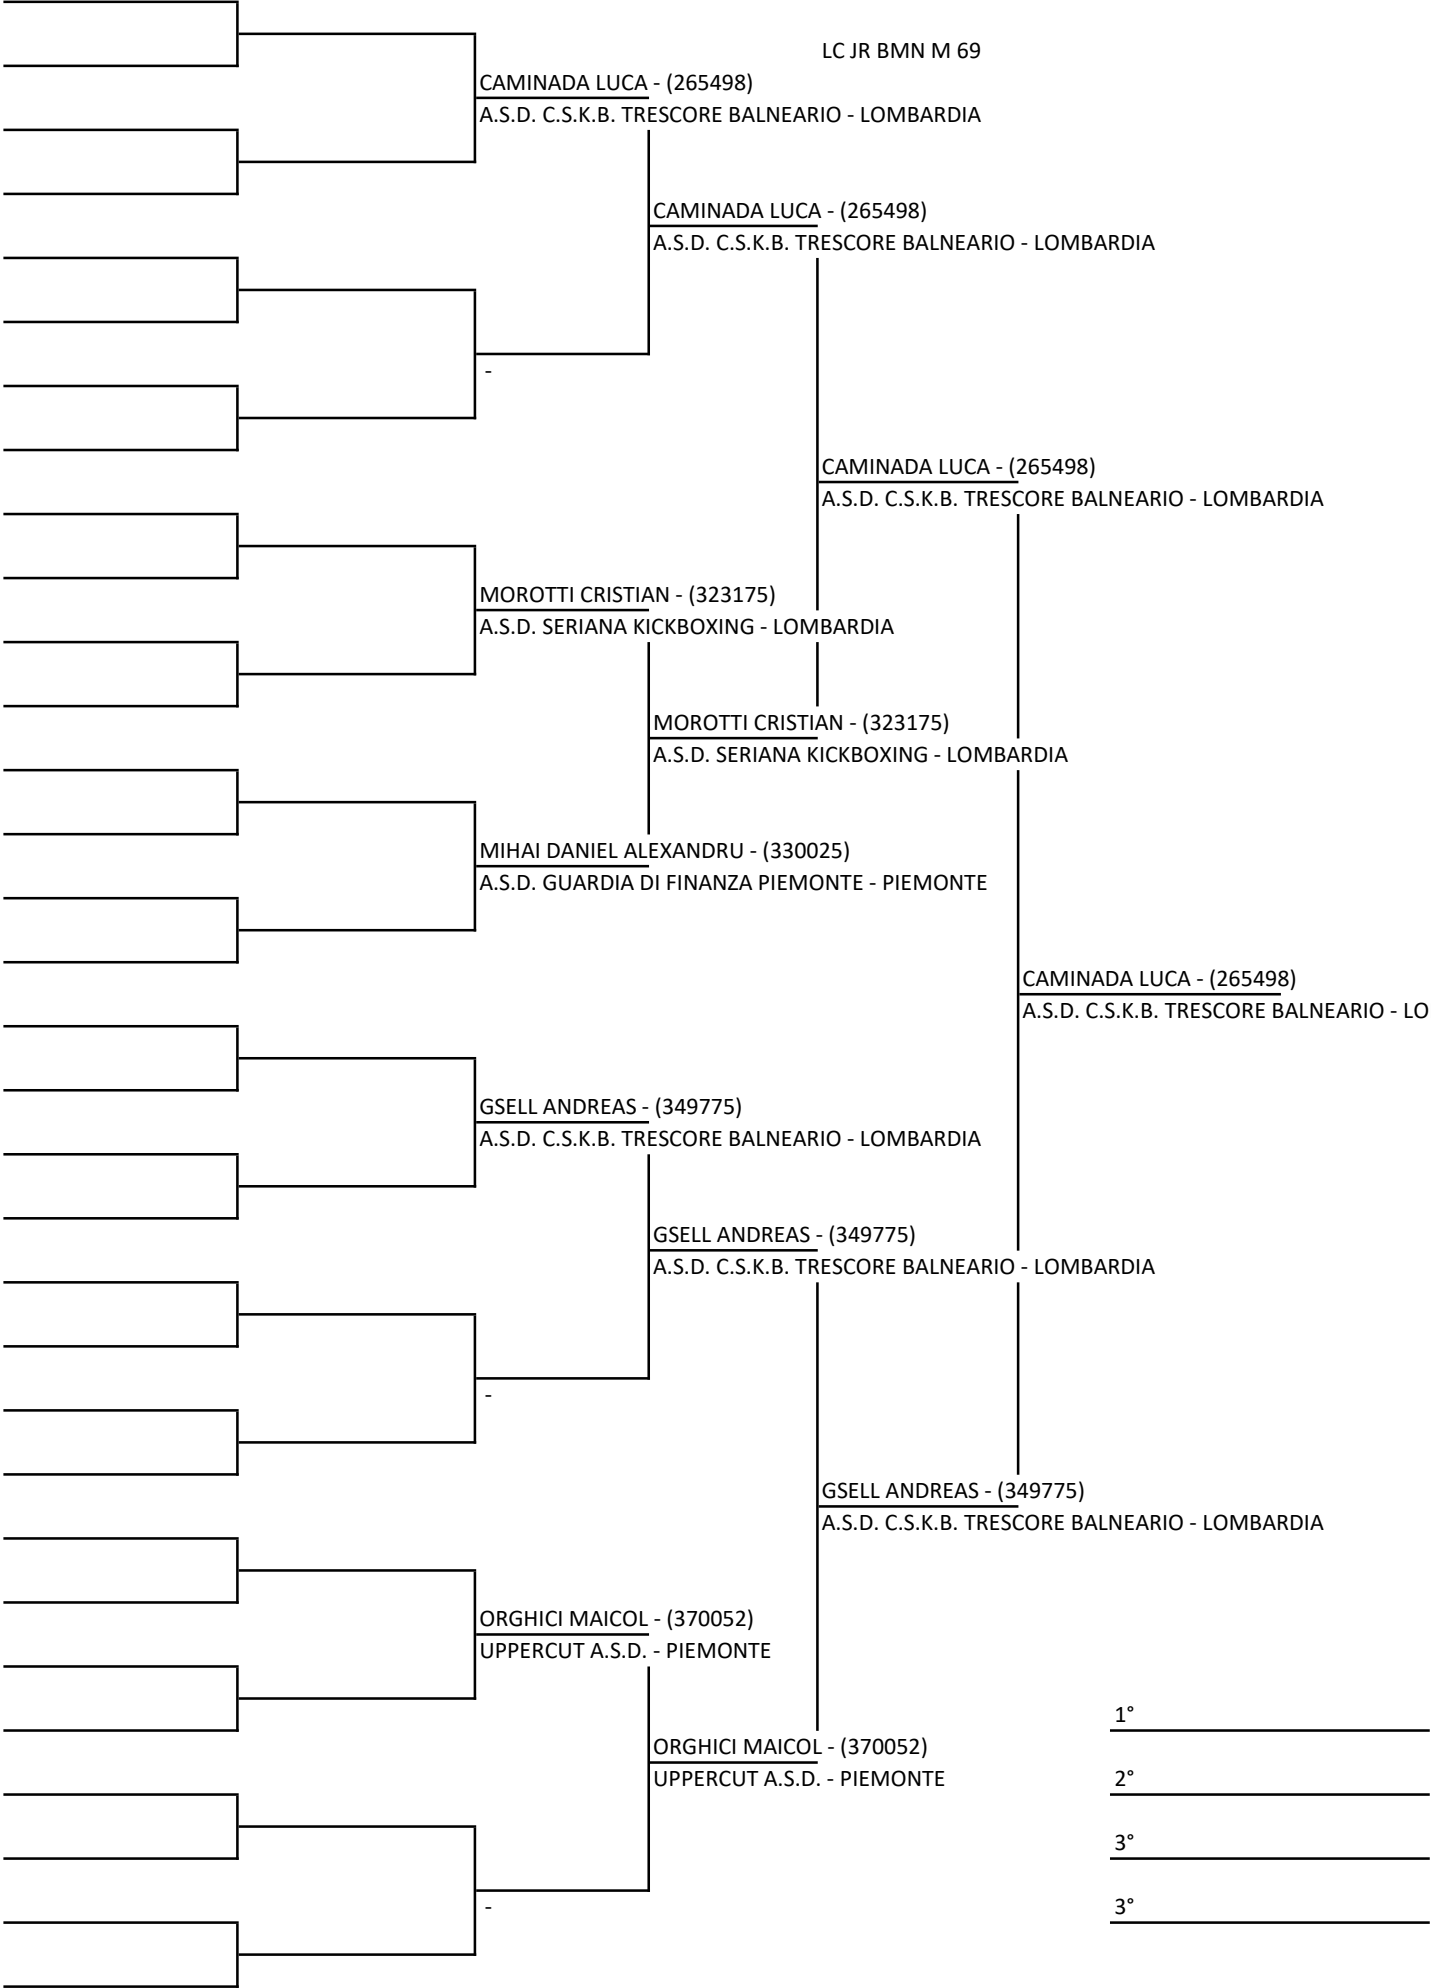 LC JR BMN M 69
CAMINADA LUCA - (265498)
A.S.D. C.S.K.B. TRESCORE BALNEARIO - LOMBARDIA
CAMINADA LUCA - (265498)
A.S.D. C.S.K.B. TRESCORE BALNEARIO - LOMBARDIA
-
CAMINADA LUCA - (265498)
A.S.D. C.S.K.B. TRESCORE BALNEARIO - LOMBARDIA
MOROTTI CRISTIAN - (323175)
A.S.D. SERIANA KICKBOXING - LOMBARDIA
MOROTTI CRISTIAN - (323175)
A.S.D. SERIANA KICKBOXING - LOMBARDIA
MIHAI DANIEL ALEXANDRU - (330025)
A.S.D. GUARDIA DI FINANZA PIEMONTE - PIEMONTE
CAMINADA LUCA - (265498)
A.S.D. C.S.K.B. TRESCORE BALNEARIO - LO
GSELL ANDREAS - (349775)
A.S.D. C.S.K.B. TRESCORE BALNEARIO - LOMBARDIA
GSELL ANDREAS - (349775)
A.S.D. C.S.K.B. TRESCORE BALNEARIO - LOMBARDIA
-
GSELL ANDREAS - (349775)
A.S.D. C.S.K.B. TRESCORE BALNEARIO - LOMBARDIA
ORGHICI MAICOL - (370052)
UPPERCUT A.S.D. - PIEMONTE
1°
ORGHICI MAICOL - (370052)
UPPERCUT A.S.D. - PIEMONTE
2°
3°
-
3°